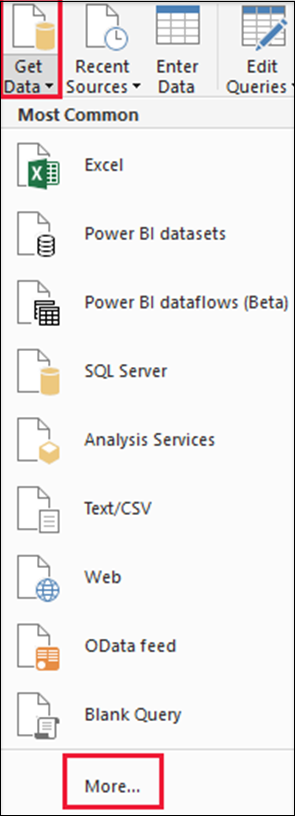 Get Data
Recent Sources
Enter Data
Edit Queries
Most Common
Excel
Power BI datasets
Power BI dataflows (Beta)
SQL Server
Analysis Services
Text/CSV
Web
OData feed
Blank Query
More...